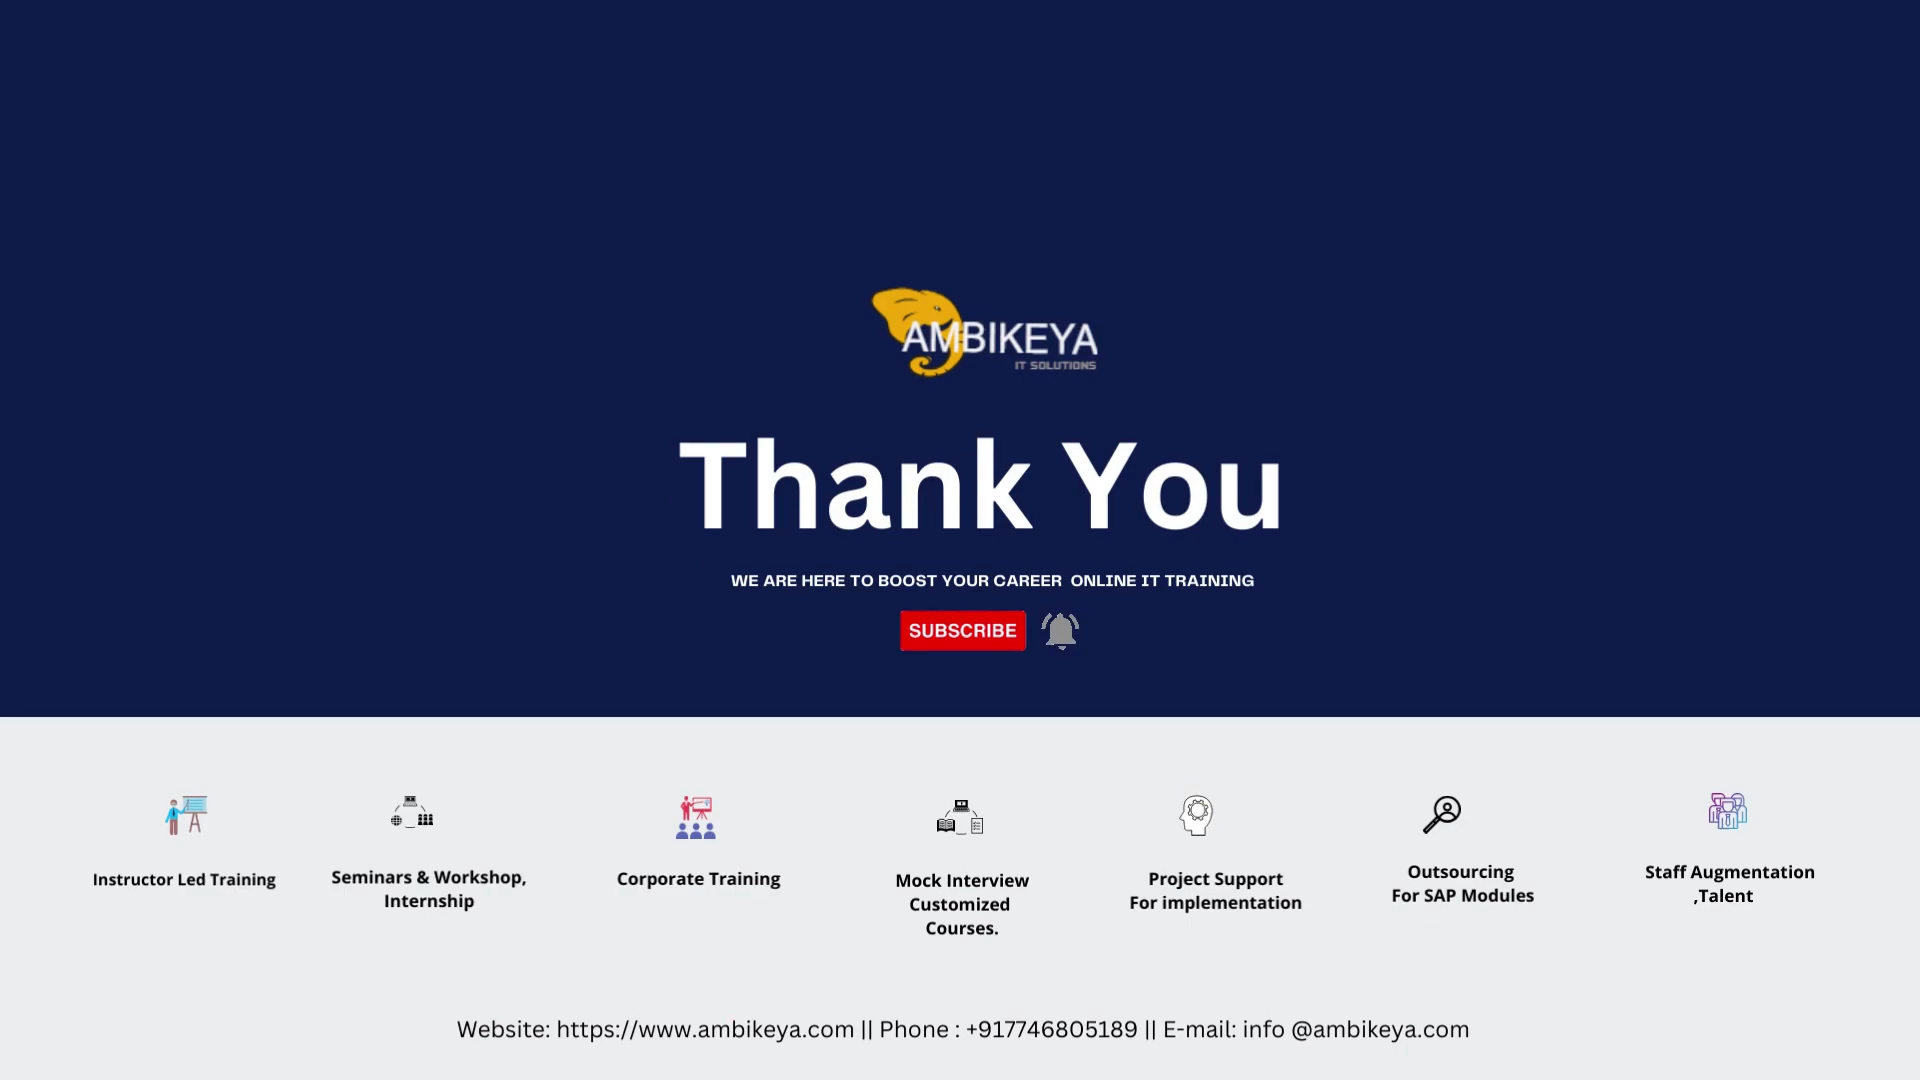 AMBIKEYA
IT SOLUTIONS
Thank You
WE ARE HERE TO BOOST YOUR CAREER ONLINE IT TRAINING
SUBSCRIBE
Instructor Led Training
Seminars & Workshop,
Internship
Corporate Training
Mock Interview
Customized
Courses.
Project Support
For implementation
Outsourcing
For SAP Modules
Staff Augmentation
,Talent
Website: https://www.ambikeya.com || Phone : +917746805189 || E-mail: info @ambikeya.com